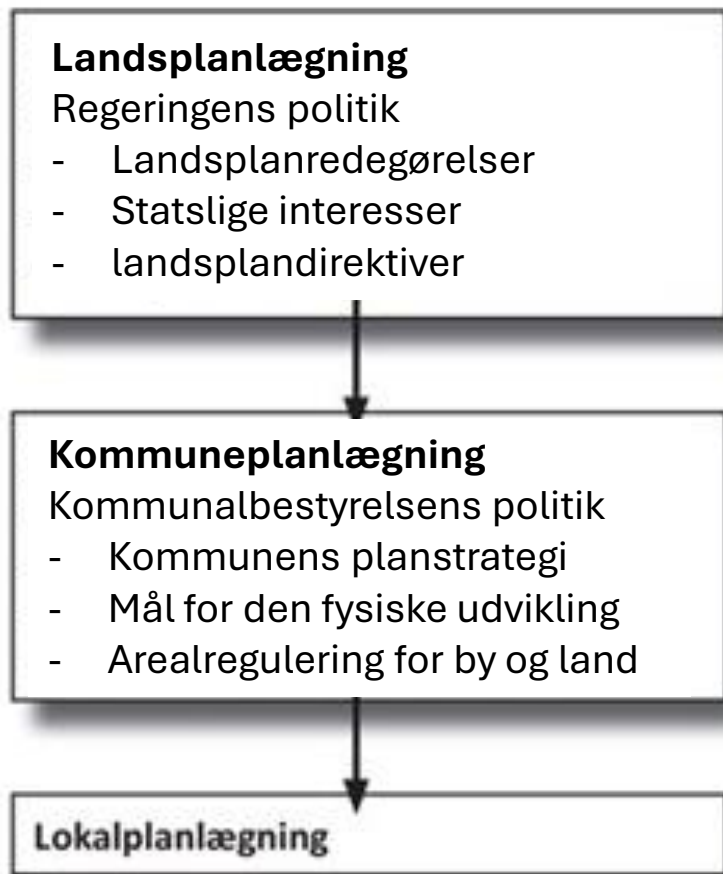 Landsplanlægning
Regeringens politik
- Landsplanredegørelser
- Statslige interesser
- landsplandirektiver
Kommuneplanlægning
Kommunalbestyrelsens politik
- Kommunens planstrategi
- Mål for den fysiske udvikling
- Arealregulering for by og land
Lokalplanlægning